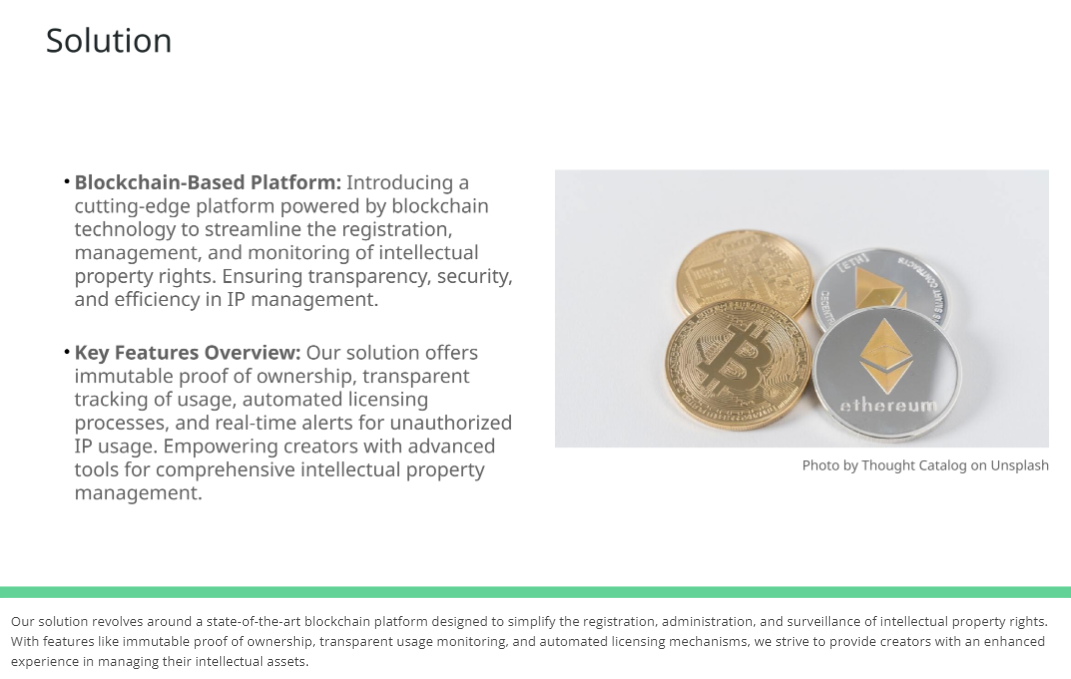 Solution
• Blockchain-Based Platform: Introducing a
cutting-edge platform powered by blockchain
technology to streamline the registration,
management, and monitoring of intellectual
property rights. Ensuring transparency, security,
and efficiency in IP management.
• Key Features Overview: Our solution offers
immutable proof of ownership, transparent
tracking of usage, automated licensing
processes, and real-time alerts for unauthorized
IP usage. Empowering creators with advanced
tools for comprehensive intellectual property
management.
[ETH]
ethereum
Photo by Thought Catalog on Unsplash
Our solution revolves around a state-of-the-art blockchain platform designed to simplify the registration, administration, and surveillance of intellectual property rights.
With features like immutable proof of ownership, transparent usage monitoring, and automated licensing mechanisms, we strive to provide creators with an enhanced
experience in managing their intellectual assets.